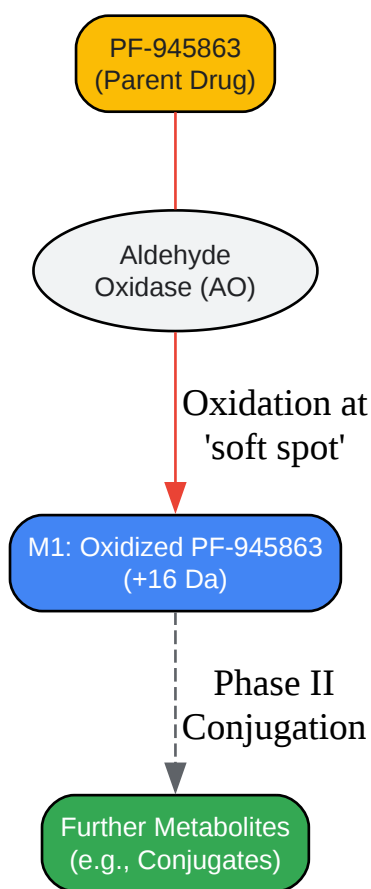 PF-945863
(Parent Drug)
Aldehyde
Oxidase (AO)
Oxidation at
'soft spot'
M1: Oxidized PF-945863
(+16 Da)
Phase II
Conjugation
Further Metabolites
(e.g., Conjugates)